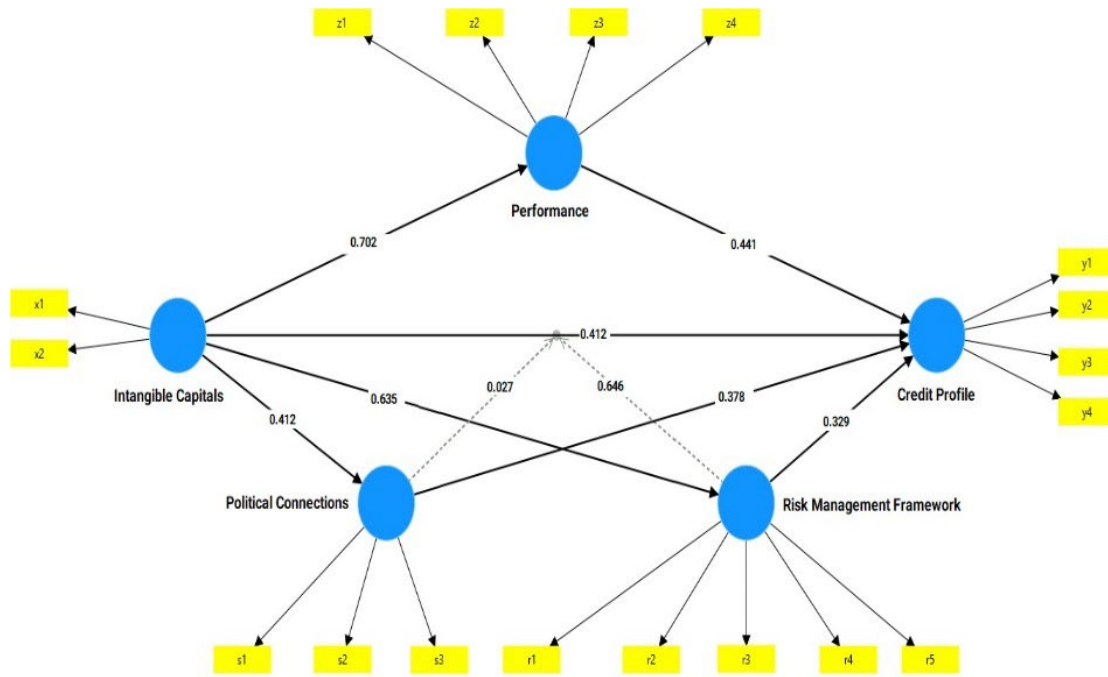 z1
z2
z3
z4
Performance
0.702
0.441
y1
x1
y2
0.412
x2
y3
Intangible Capitals
0.027
0.646
0.378
Credit Profile
0.635
y4
0.412
0.329
Political Connections
Risk Management Framework
s1
s2
s3
r1
r2
r3
r4
r5